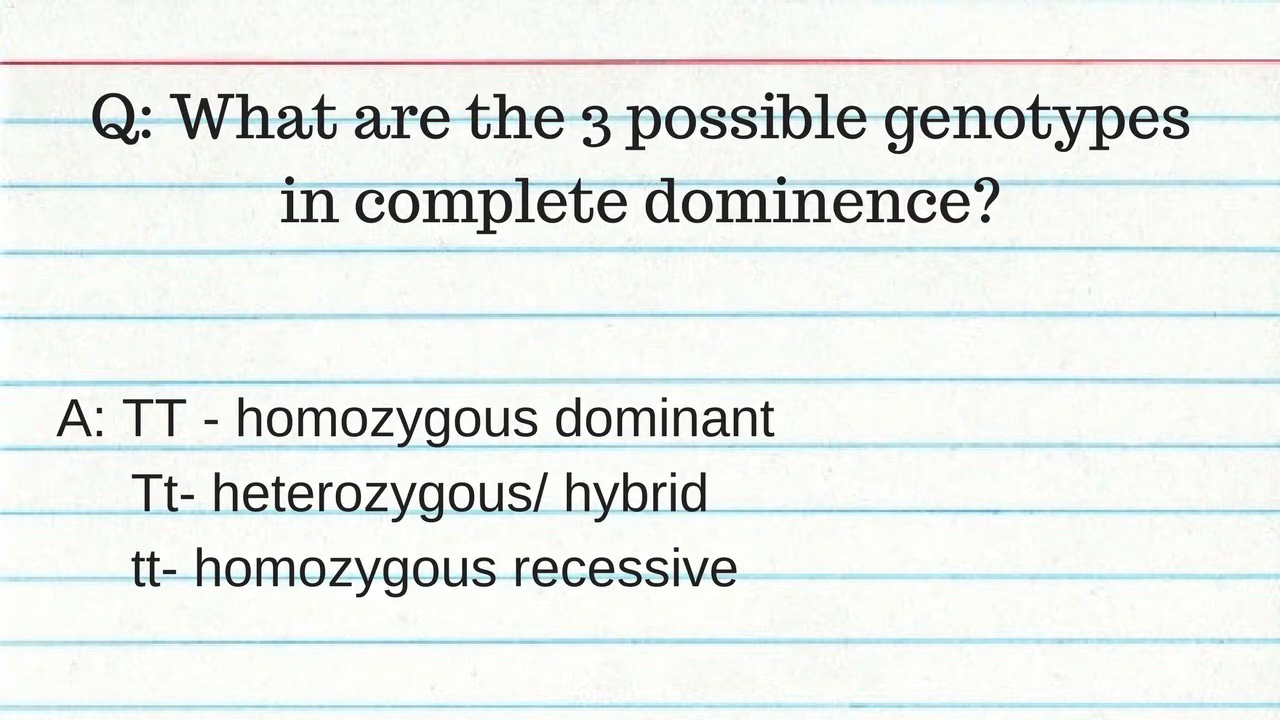 Q: What are the 3 possible genotypes
in complete dominence?
A: TT - homozygous dominant
Tt- heterozygous/ hybrid
tt- homozygous recessive